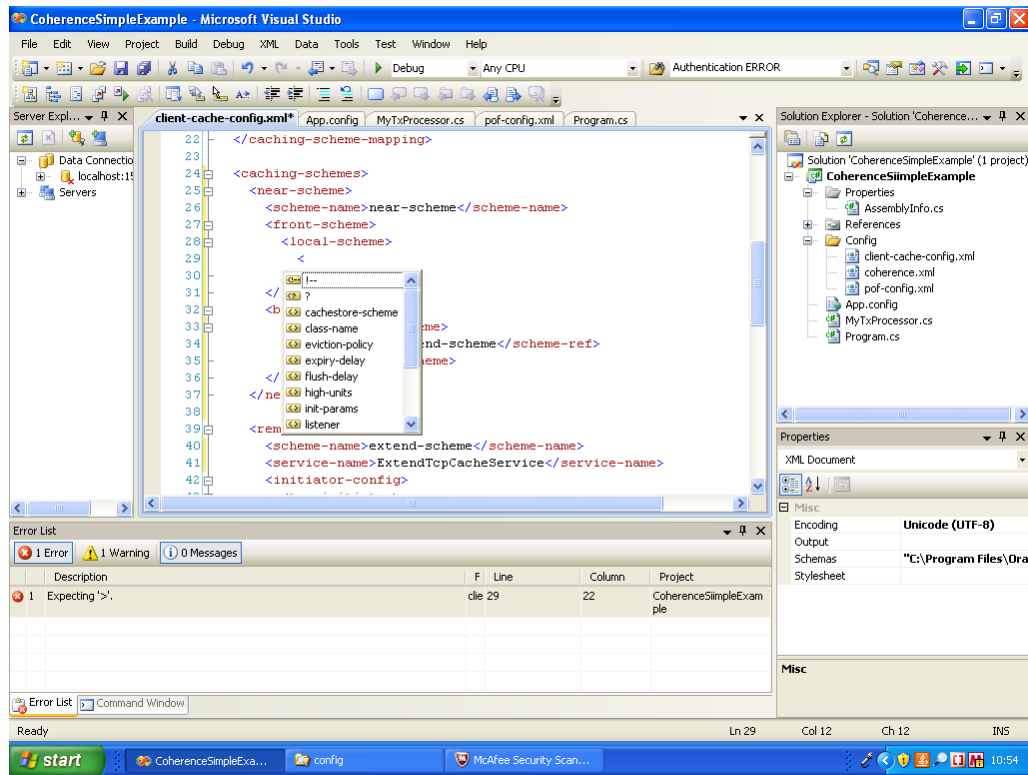 CoherenceSimpleExample - Microsoft Visual Studio
File Edit View Project Build Debug XML Data Tools Test Window Help
Debug Any CPU Authentication ERROR
Server Expl...
Data Connectio
localhost:15
Servers
client-cache-config.xml* App.config MyTxProcessor.cs pof-config.xml Program.cs
22 </caching-scheme-mapping>
23
24 <caching-schemes>
25 <near-scheme>
26 <scheme-name>near-scheme</scheme-name>
27 <front-scheme>
28 <local-scheme>
29 <
30
31 </
32 <b
33 me>
34 nd-scheme</scheme-ref>
35 heme>
36 </
37 </ne
38
39 <rem
40 <scheme-name>extend-scheme</scheme-name>
41 <service-name>ExtendTcpCacheService</service-name>
42 <initiator-config>
!--
?
cachestore-scheme
class-name
eviction-policy
expiry-delay
flush-delay
high-units
init-params
listener
Solution Explorer - Solution 'Coherence...
Solution 'CoherenceSimpleExample' (1 project)
CoherenceSiimpleExample
Properties
AssemblyInfo.cs
References
Config
client-cache-config.xml
coherence.xml
pof-config.xml
App.config
MyTxProcessor.cs
Program.cs
Properties
XML Document
Misc
Encoding Unicode (UTF-8)
Output
Schemas "C:\Program Files\Ora
Stylesheet
Misc
Error List
1 Error 1 Warning 0 Messages
Description F Line Column Project
1 Expecting '>'. clie 29 22 CoherenceSiimpleExam
ple
Error List Command Window
Ready Ln 29 Col 12 Ch 12 INS
start CoherenceSimpleExa... config McAfee Security Scan... 10:54